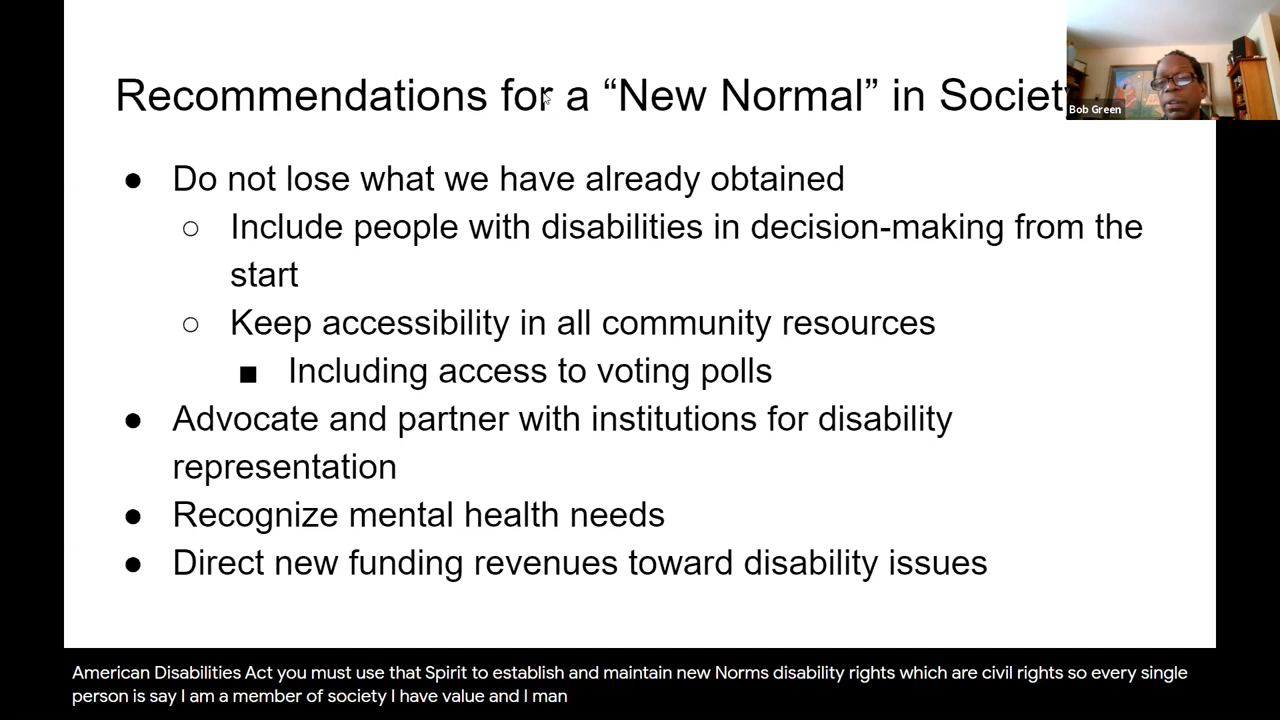 Recommendations for a “New Normal” in Society
Bob Green
● Do not lose what we have already obtained
○ Include people with disabilities in decision-making from the
start
○ Keep accessibility in all community resources
■ Including access to voting polls
● Advocate and partner with institutions for disability
representation
● Recognize mental health needs
● Direct new funding revenues toward disability issues
American Disabilities Act you must use that Spirit to establish and maintain new Norms disability rights which are civil rights so every single
person is say I am a member of society I have value and I man